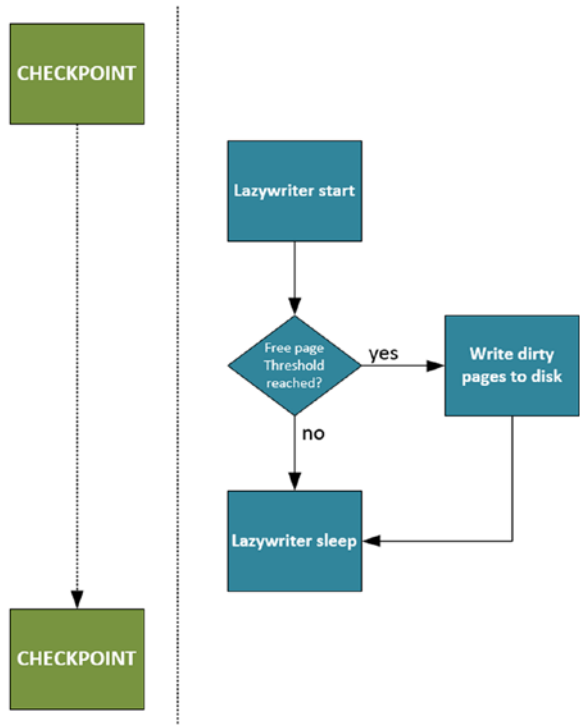 CHECKPOINT
Lazywriter start
Free page
Threshold
reached?
yes
Write dirty
pages to disk
no
Lazywriter sleep
CHECKPOINT